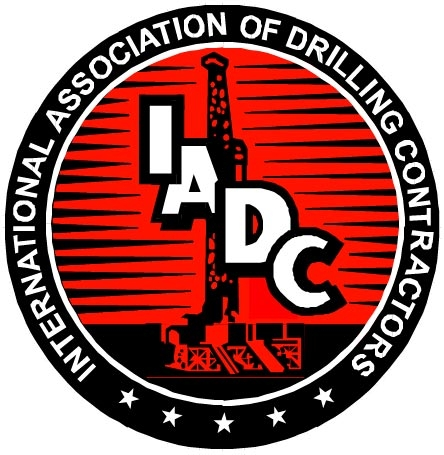 INTERNATIONAL ASSOCIATION OF DRILLING CONTRACTORS
IADC